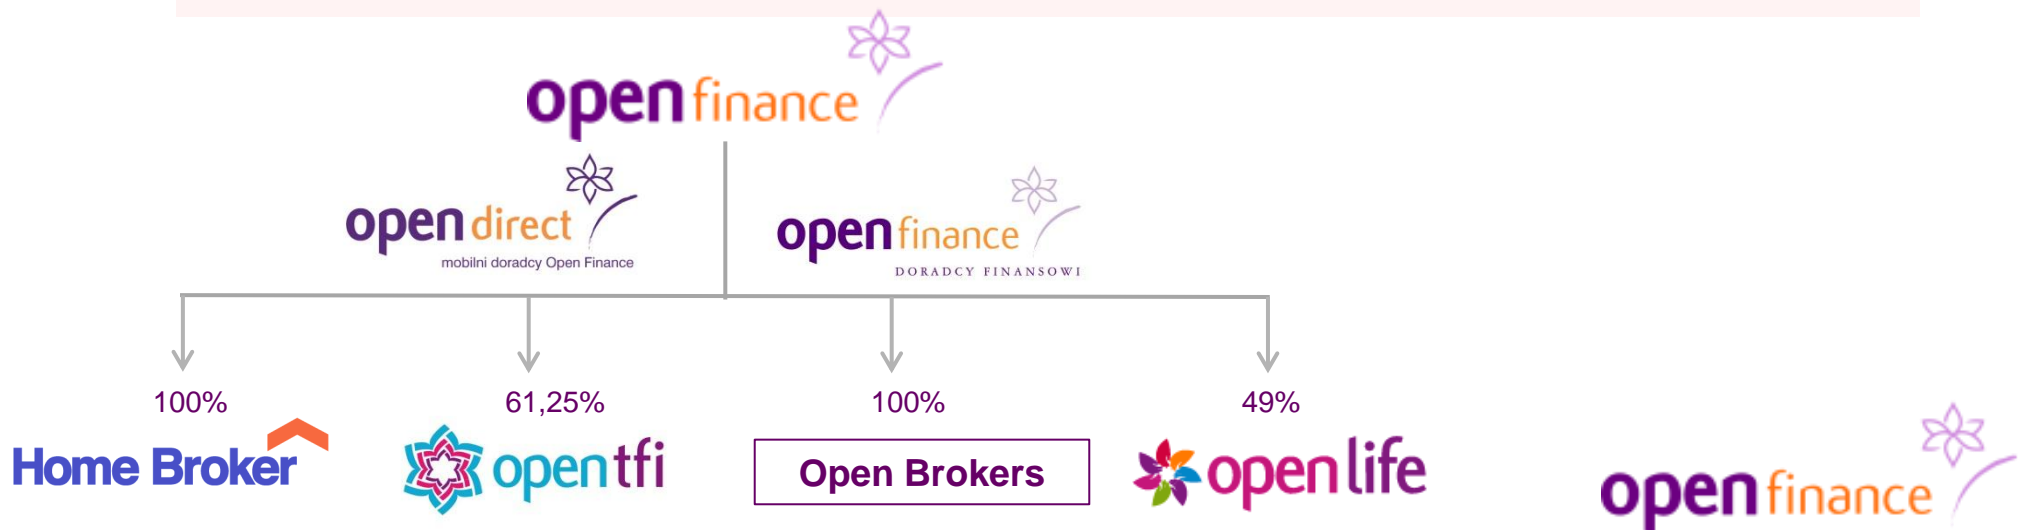 open finance
open direct
mobilni doradcy Open Finance
open finance
DORADCY FINANSOWI
100%
61,25%
100%
49%
Home Broker
open tfi
Open Brokers
open life
open finance